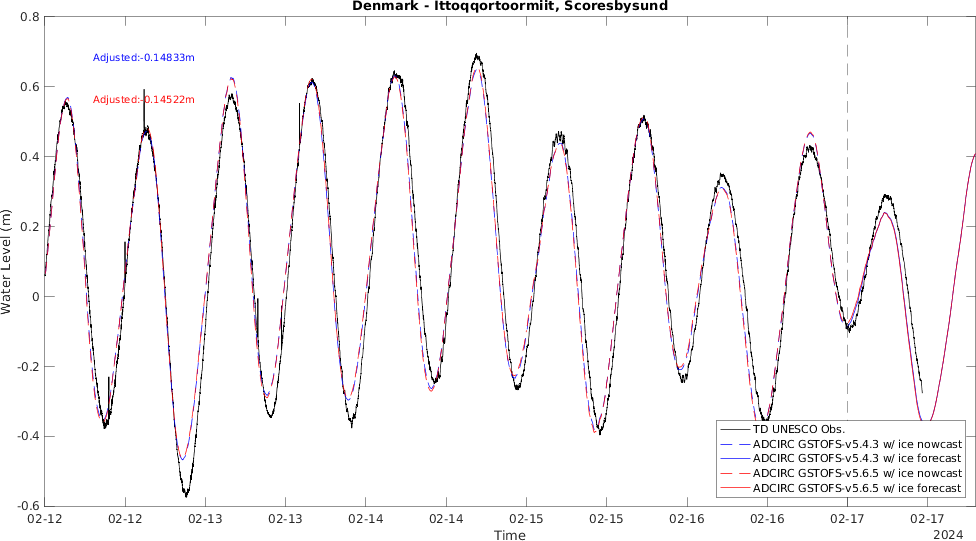 Denmark - Ittoqqortoormiit, Scoresbysund
0.8
0.6
0.4
0.2
0
-0.2
-0.4
-0.6
Water Level (m)
Adjusted:-0.14833m
Adjusted:-0.14522m
TD UNESCO Obs.
ADCIRC GSTOFS-v5.4.3 w/ ice nowcast
ADCIRC GSTOFS-v5.4.3 w/ ice forecast
ADCIRC GSTOFS-v5.6.5 w/ ice nowcast
ADCIRC GSTOFS-v5.6.5 w/ ice forecast
02-12 02-12 02-13 02-13 02-14 02-14 02-15 02-15 02-16 02-16 02-17 02-17
Time
2024